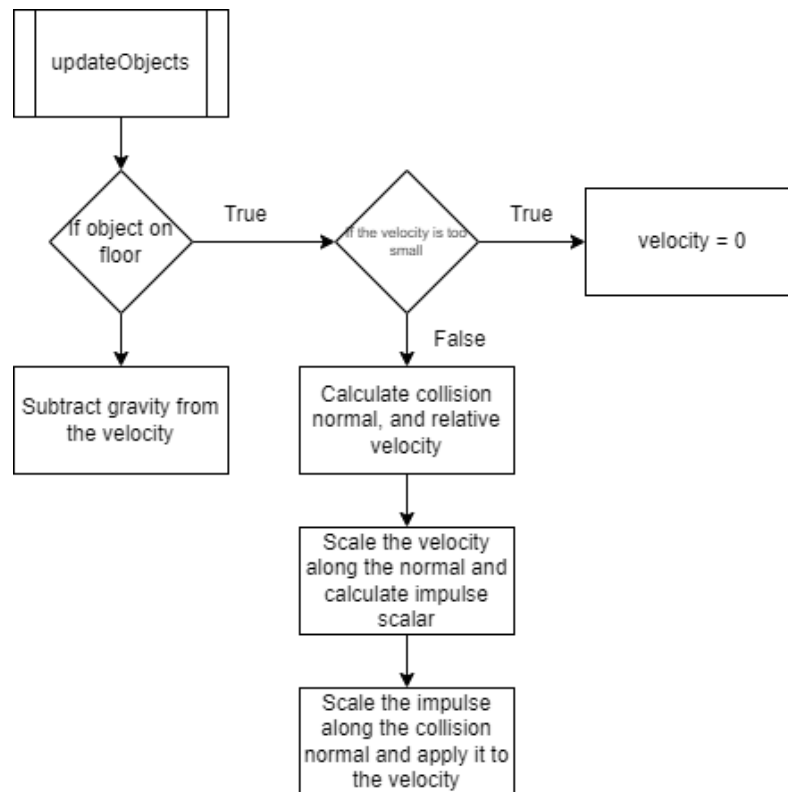 updateObjects
If object on
floor
True
If the velocity is too
small
True
velocity = 0
False
Subtract gravity from
the velocity
Calculate collision
normal, and relative
velocity
Scale the velocity
along the normal and
calculate impulse
scalar
Scale the impulse
along the collision
normal and apply it to
the velocity